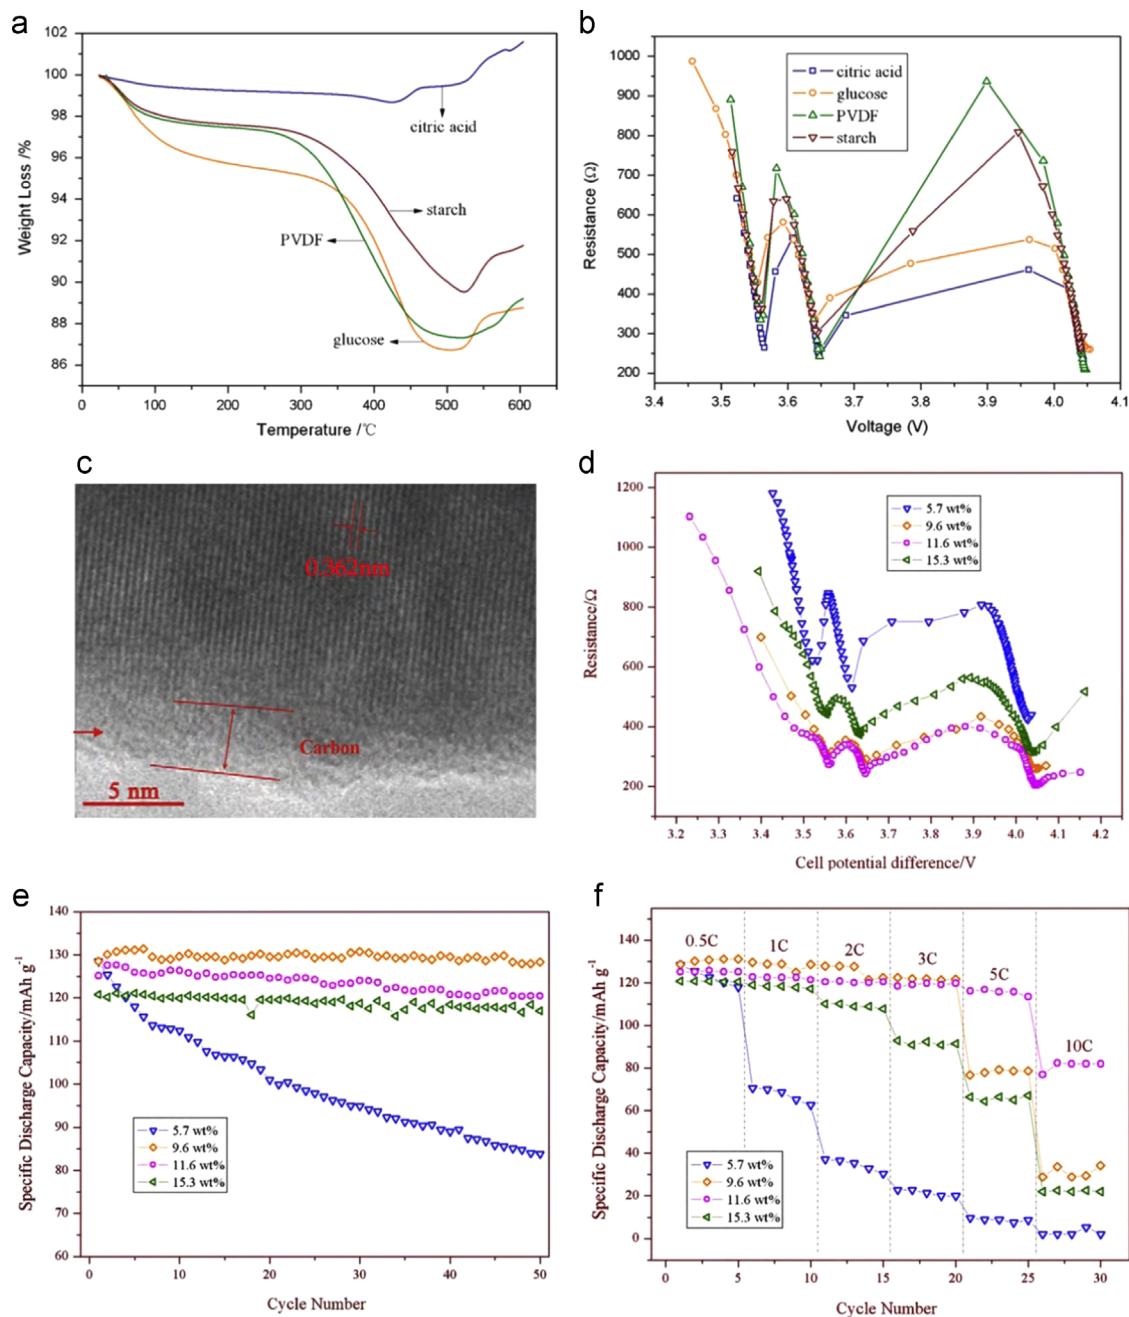 a
102
100
98
96
94
92
90
88
86
Weight Loss /%
citric acid
starch
PVDF
glucose
0
100
200
300
400
500
600
Temperature /℃
b
1000
900
800
700
600
500
400
300
200
Resistance (Ω)
citric acid
glucose
PVDF
starch
3.4
3.5
3.6
3.7
3.8
3.9
4.0
4.1
Voltage (V)
c
0.362nm
Carbon
5 nm
d
1200
1000
800
600
400
200
Resistance/Ω
5.7 wt%
9.6 wt%
11.6 wt%
15.3 wt%
3.2
3.3
3.4
3.5
3.6
3.7
3.8
3.9
4.0
4.1
4.2
Cell potential difference/V
e
140
130
120
110
100
90
80
70
60
Specific Discharge Capacity/mAh g⁻¹
5.7 wt%
9.6 wt%
11.6 wt%
15.3 wt%
0
10
20
30
40
50
Cycle Number
f
140
120
100
80
60
40
20
0
Specific Discharge Capacity/mAh g⁻¹
0.5C
1C
2C
3C
5C
10C
5.7 wt%
9.6 wt%
11.6 wt%
15.3 wt%
0
5
10
15
20
25
30
Cycle Number